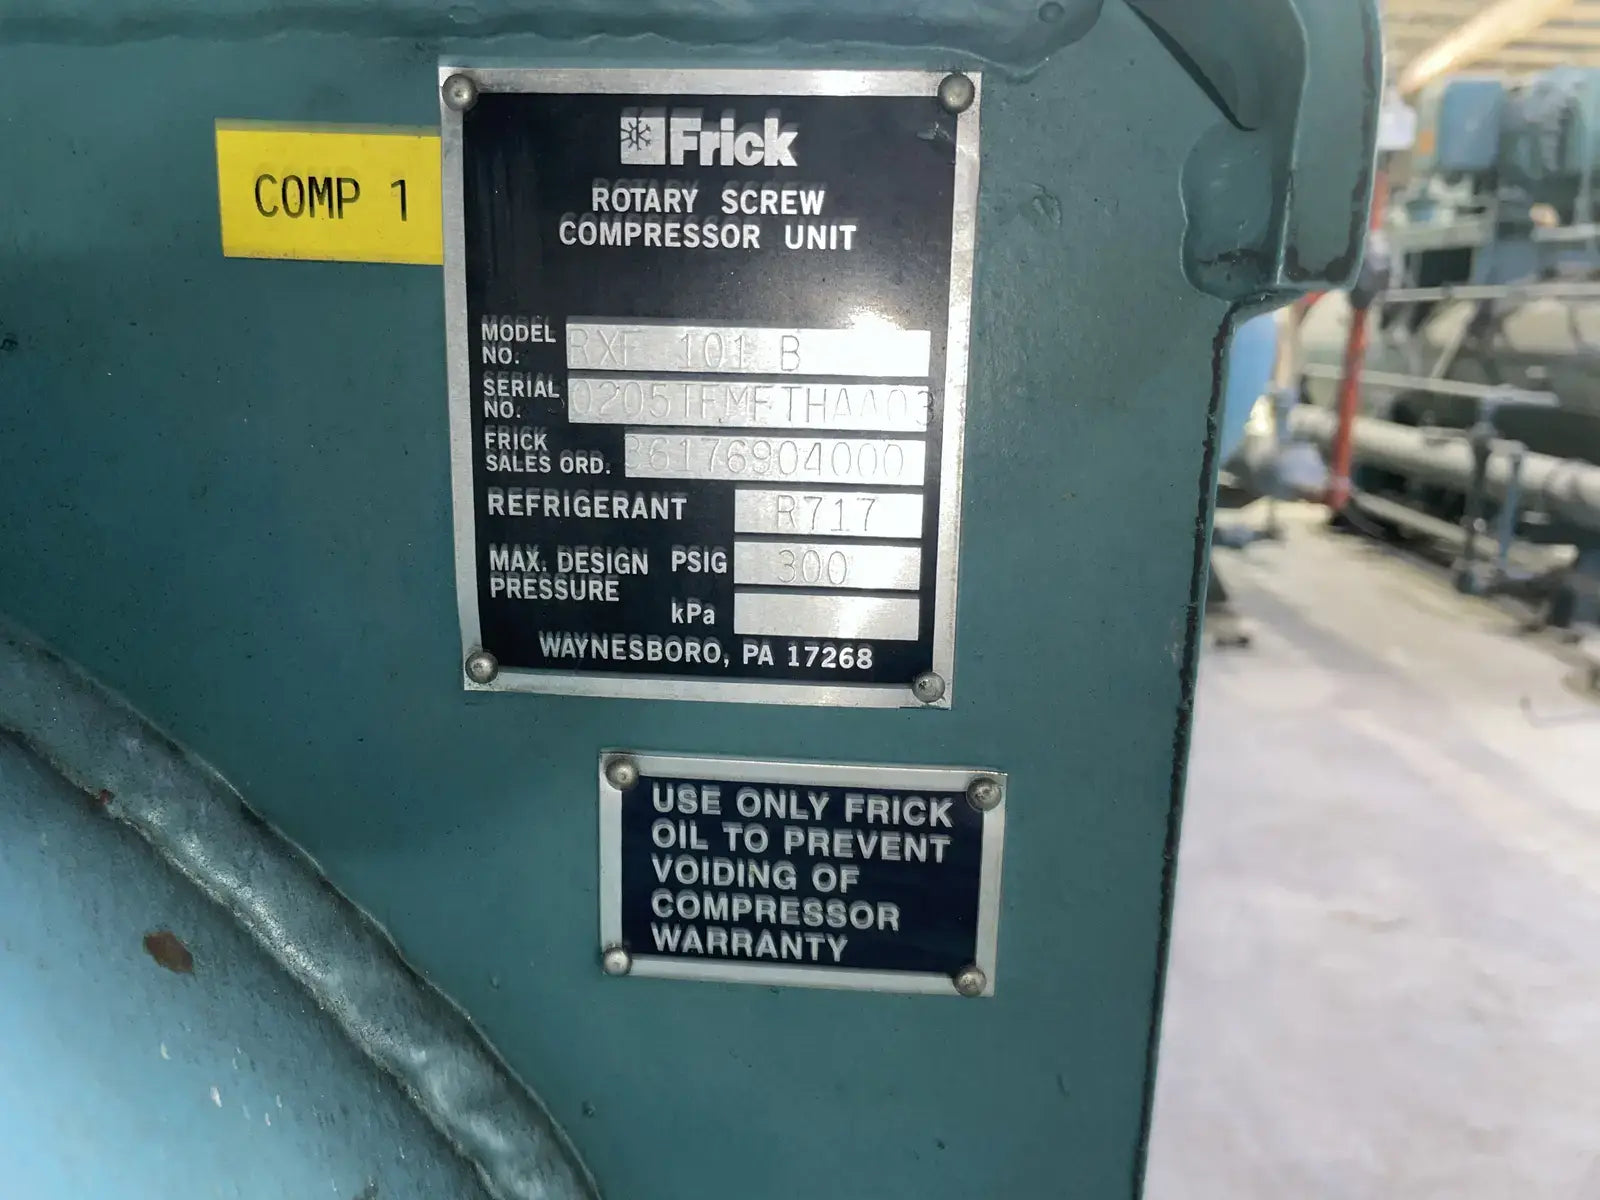 COMP 1
Frick
ROTARY SCREW
COMPRESSOR UNIT
MODEL NO. RXF 101 B
SERIAL NO.
FRICK SALES ORD. 36176904000
REFRIGERANT R717
MAX. DESIGN PRESSURE PSIG 300
kPa
WAYNESBORO, PA 17268
USE ONLY FRICK
OIL TO PREVENT
VOIDING OF
COMPRESSOR
WARRANTY